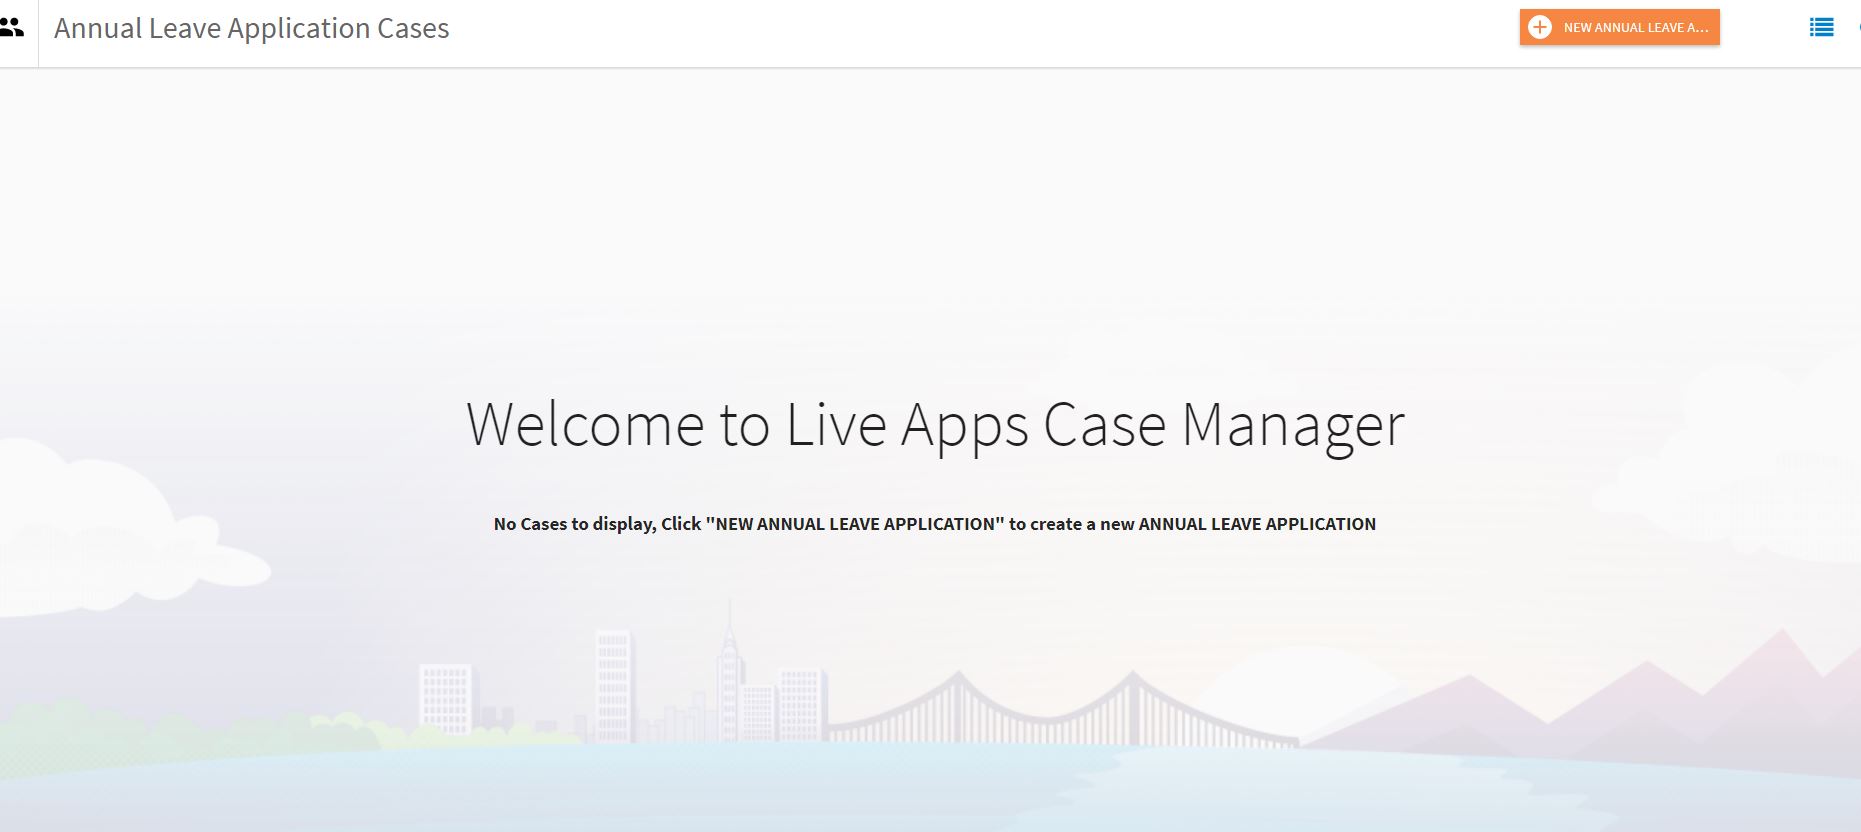 Annual Leave Application Cases
NEW ANNUAL LEAVE A...
Welcome to Live Apps Case Manager
No Cases to display, Click "NEW ANNUAL LEAVE APPLICATION" to create a new ANNUAL LEAVE APPLICATION